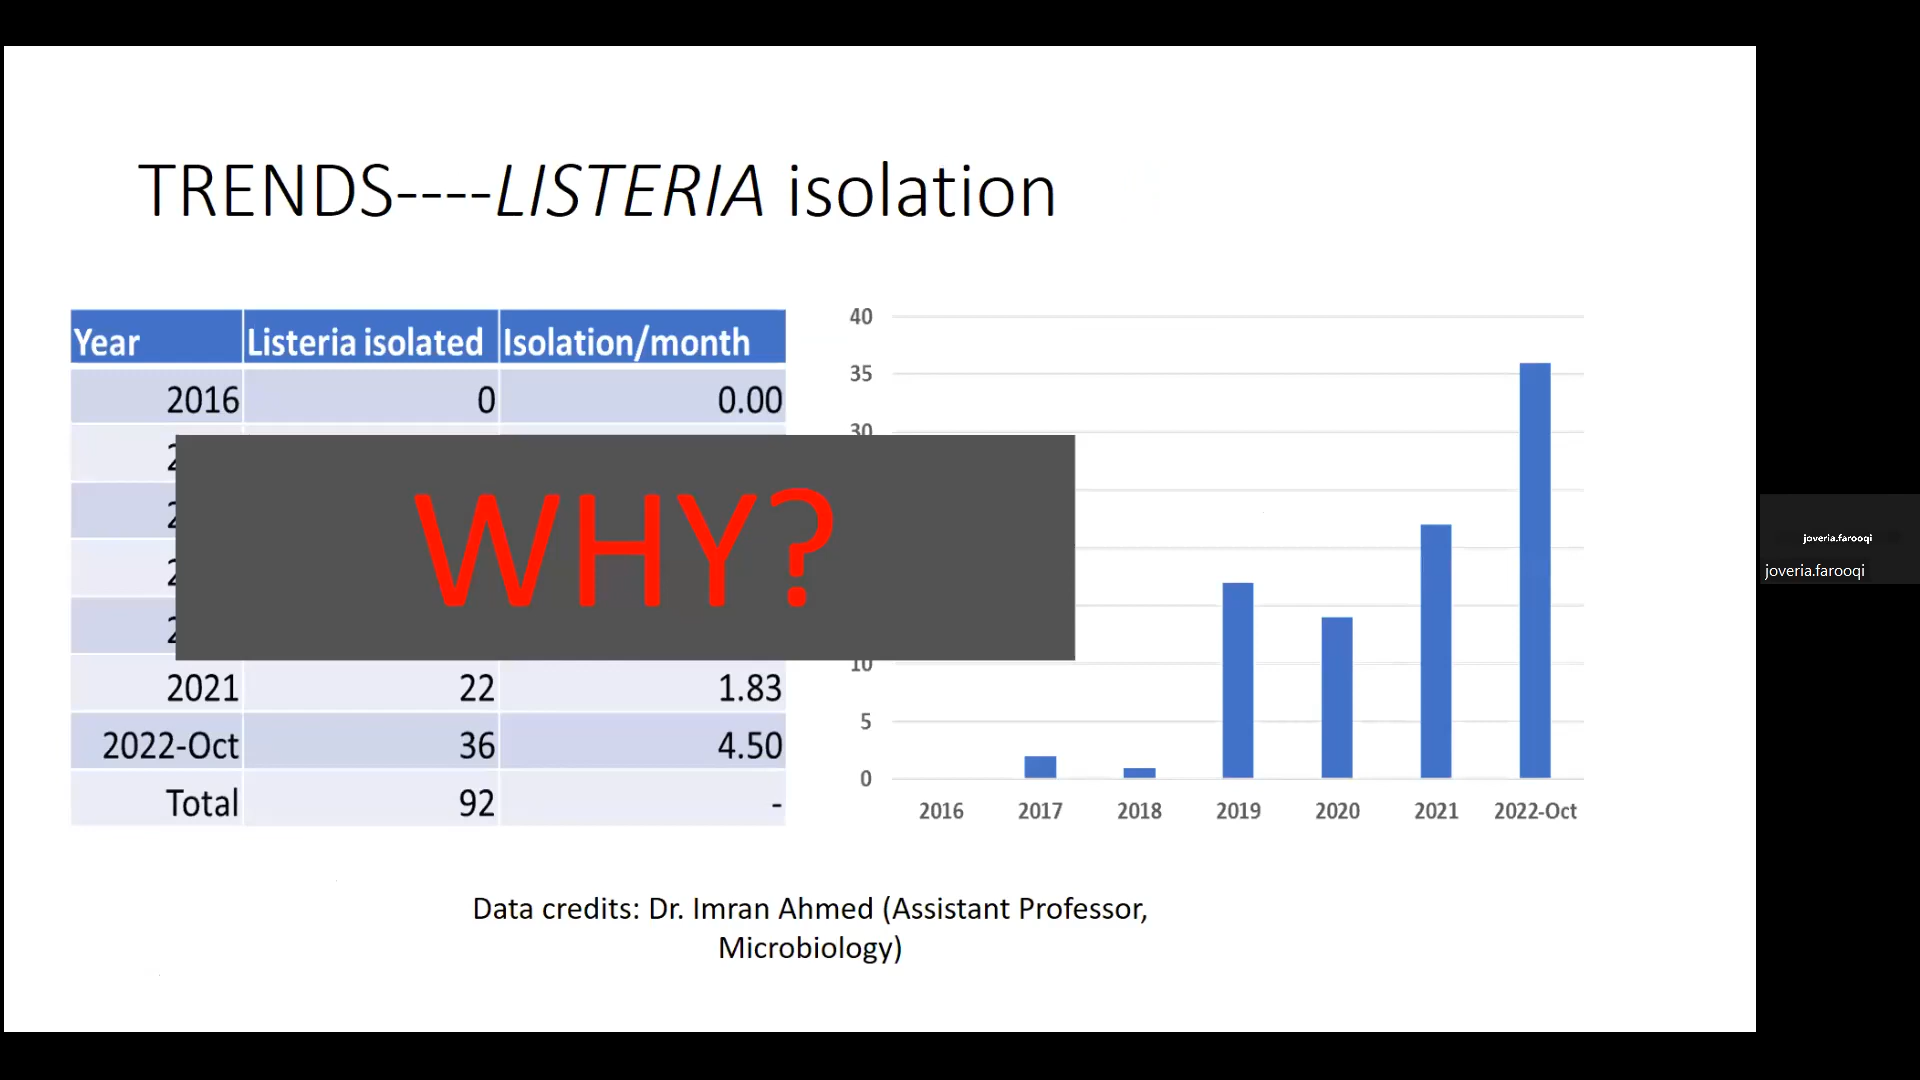 TRENDS----LISTERIA isolation
Year Listeria isolated Isolation/month
2016 0 0.00
WHY?
2021 22 1.83
2022-Oct 36 4.50
Total 92 -
40
35
30
10
5
0
2016 2017 2018 2019 2020 2021 2022-Oct
Data credits: Dr. Imran Ahmed (Assistant Professor,
Microbiology)
joveria.farooqi
joveria.farooqi